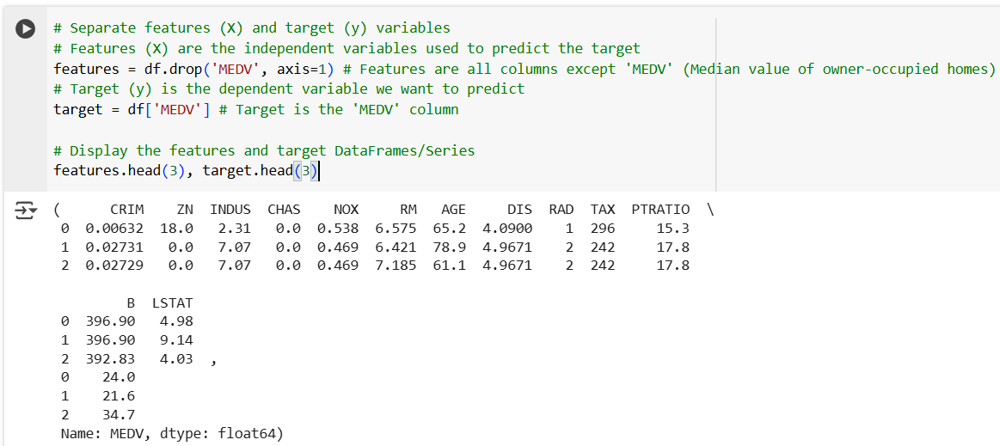 # Separate features (X) and target (y) variables
# Features (X) are the independent variables used to predict the target
features = df.drop('MEDV', axis=1) # Features are all columns except 'MEDV' (Median value of owner-occupied homes)
# Target (y) is the dependent variable we want to predict
target = df['MEDV'] # Target is the 'MEDV' column
# Display the features and target DataFrames/Series
features.head(3), target.head(3)
(      CRIM    ZN  INDUS  CHAS    NOX     RM   AGE     DIS  RAD  TAX  PTRATIO  \
 0  0.00632  18.0   2.31   0.0  0.538  6.575  65.2  4.0900    1  296     15.3
 1  0.02731   0.0   7.07   0.0  0.469  6.421  78.9  4.9671    2  242     17.8
 2  0.02729   0.0   7.07   0.0  0.469  7.185  61.1  4.9671    2  242     17.8
         B  LSTAT
 0  396.90   4.98
 1  396.90   9.14
 2  392.83   4.03  ,
 0    24.0
 1    21.6
 2    34.7
 Name: MEDV, dtype: float64)